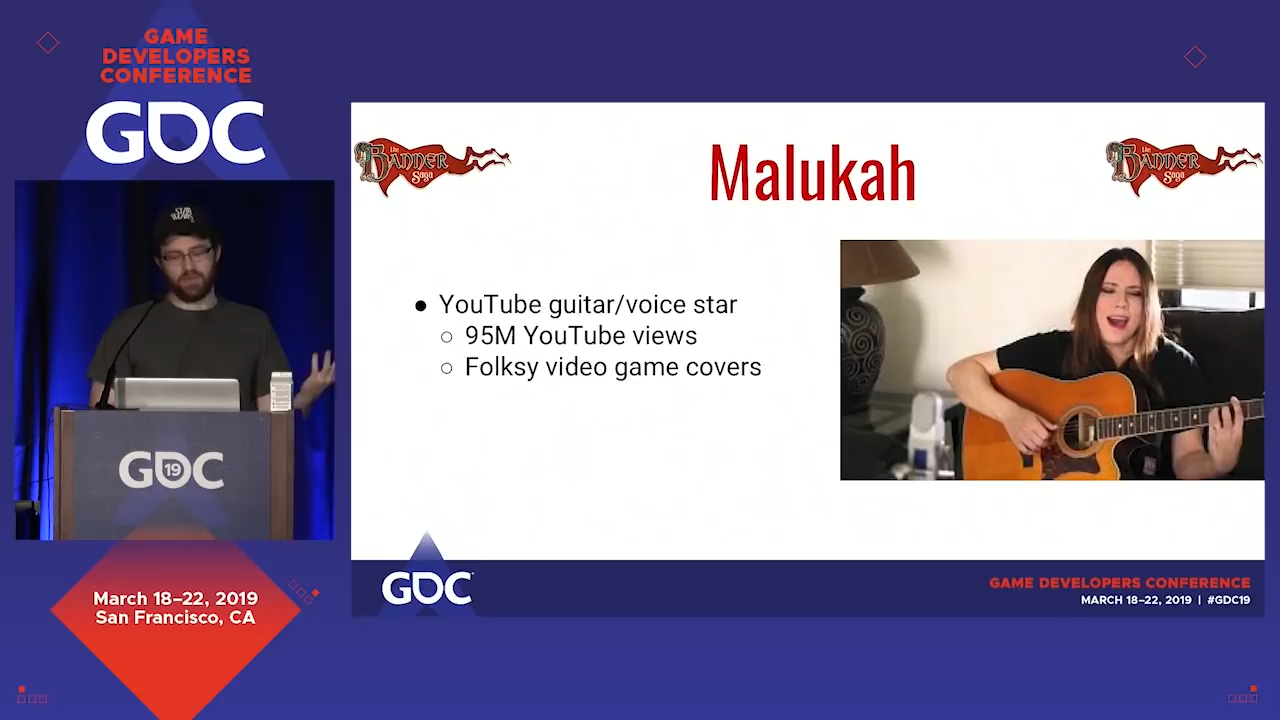 GAME
DEVELOPERS
CONFERENCE
GDC
STAR
WARS
GDC 19
March 18–22, 2019
San Francisco, CA
the
BANNER
Saga
Malukah
the
BANNER
Saga
● YouTube guitar/voice star
○ 95M YouTube views
○ Folksy video game covers
GDC
GAME DEVELOPERS CONFERENCE
MARCH 18–22, 2019 | #GDC19